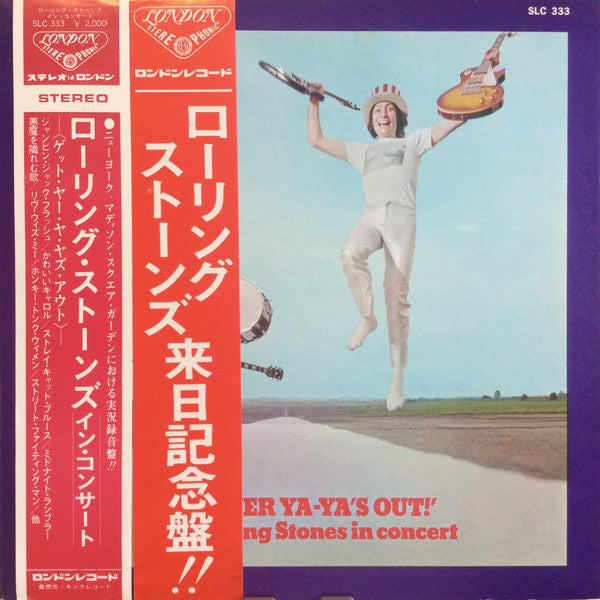 ローリング・ストーンズ
イン・コンサート
SLC 333 ¥2,000
LONDON
STEREO PHONIC
ステレオはロンドン
STEREO
●ニューヨーク、マディソン・スクエア・ガーデンにおける実況録音盤!!
ローリング・ストーンズ イン・コンサート
〈ゲット・ヤー・ヤ・ヤズ・アウト〉
ジャンピン・ジャック・フラッシュ/かわいいキャロル/ストレイ・キャット・ブルース/ミドナイト・ランブラー
悪魔を憐れむ歌/リヴ・ウィズ・ミー/ホンキー・トンク・ウィメン/ストリート・ファイティング・マン/他
ロンドンレコード
発売元・キングレコード
LONDON
STEREO PHONIC
ロンドンレコード
ローリング
ストーンズ来日記念盤!!
SLC 333
ER YA-YA'S OUT!'
ng Stones in concert